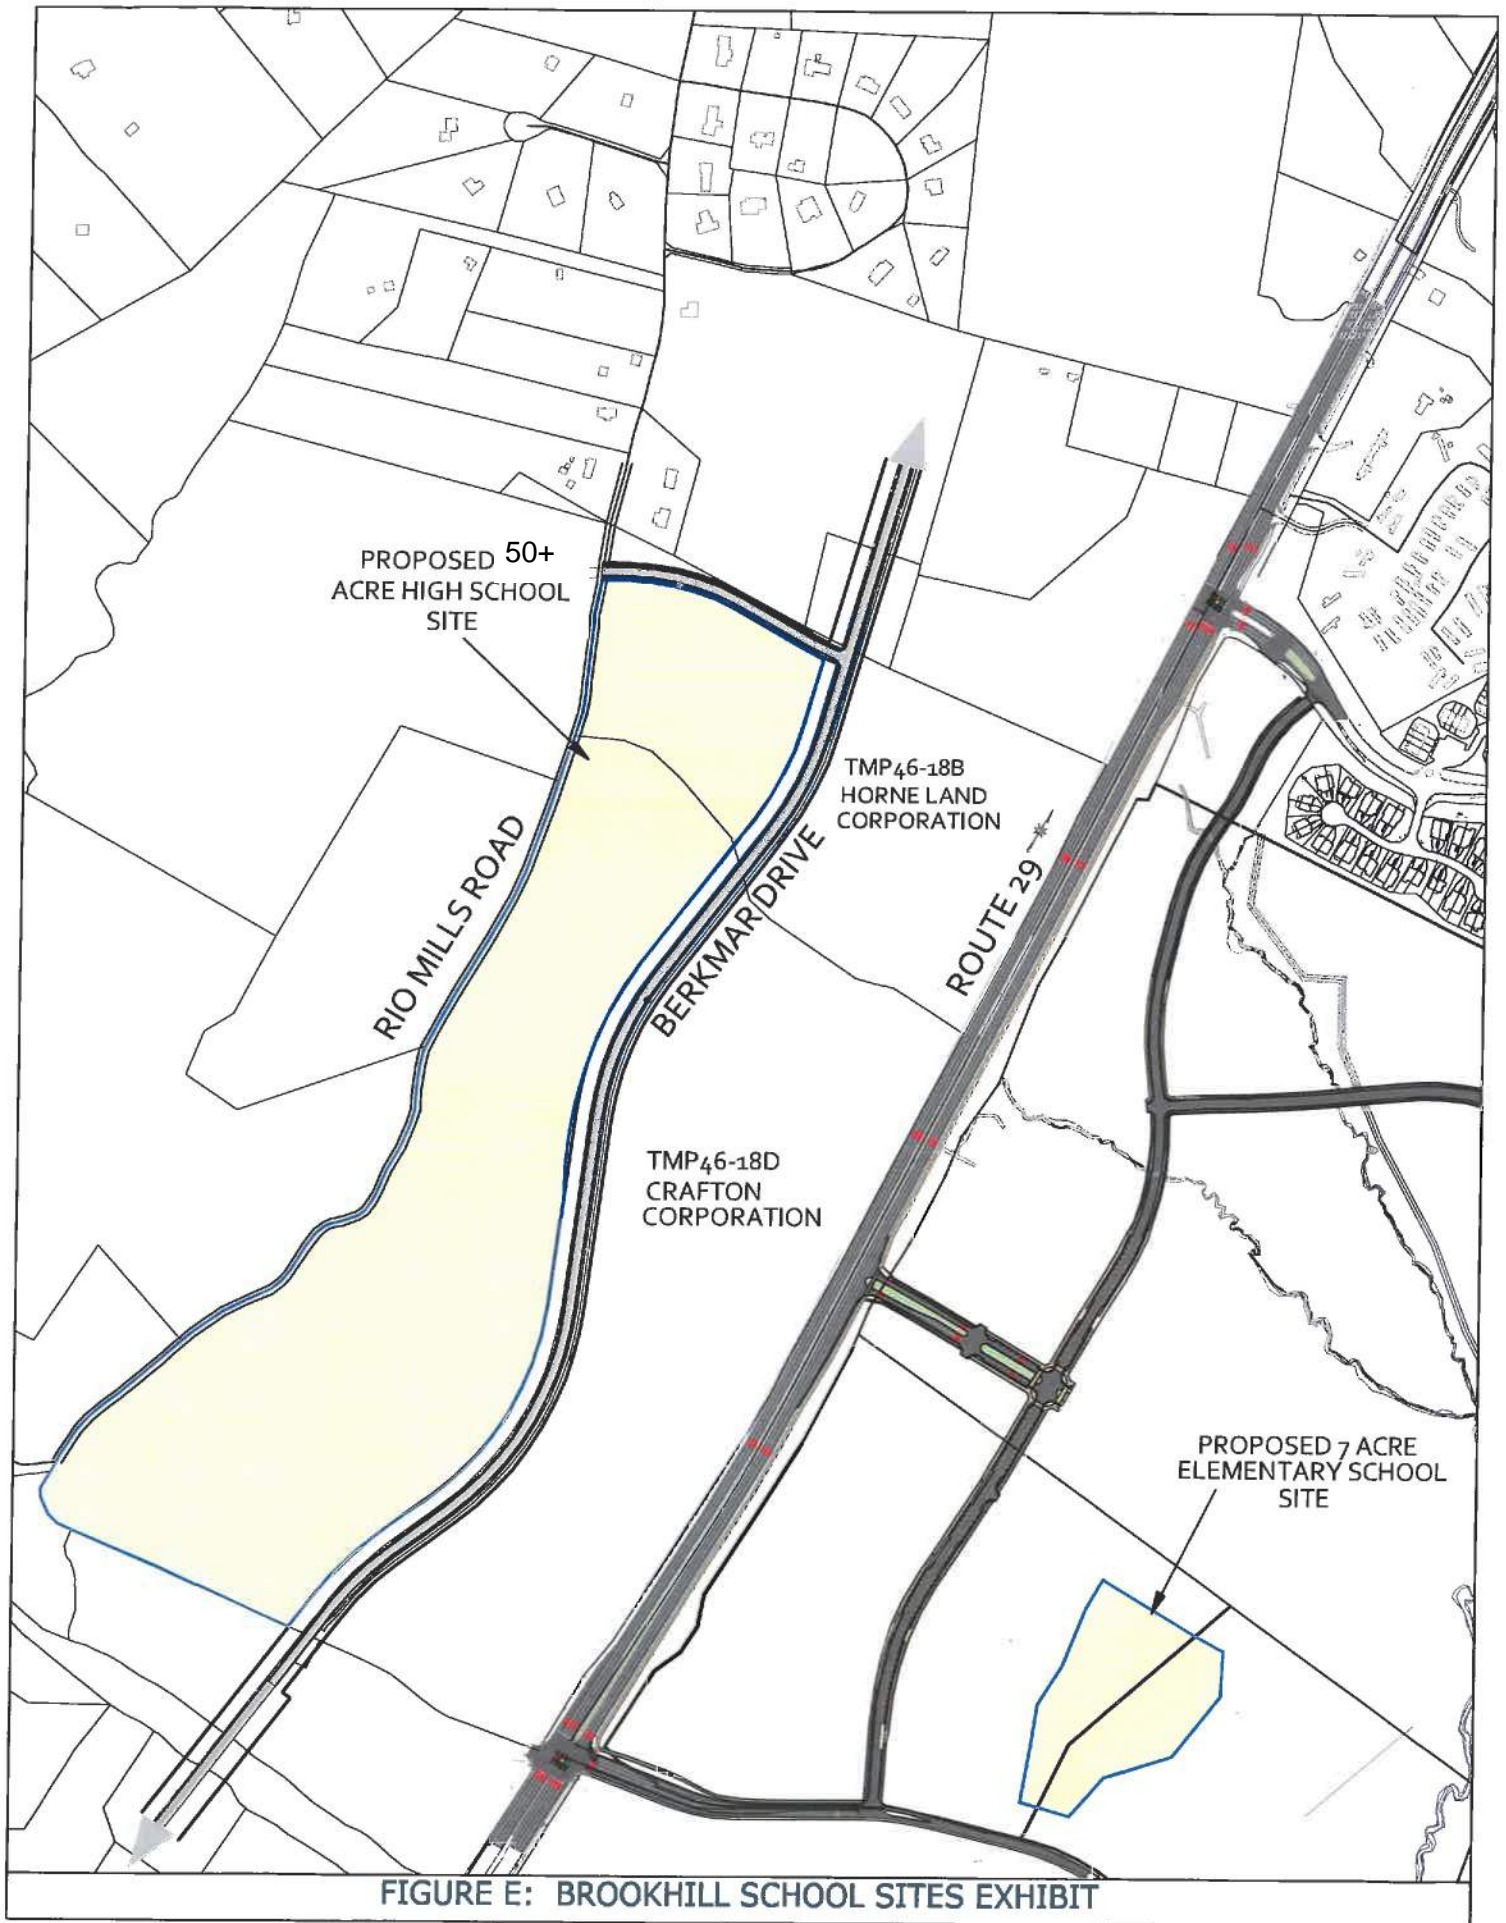 PROPOSED 50+
ACRE HIGH SCHOOL
SITE
TMP46-18B
HORNE LAND
CORPORATION
RIO MILLS ROAD
BERKMAR DRIVE
ROUTE 29
TMP46-18D
CRAFTON
CORPORATION
PROPOSED 7 ACRE
ELEMENTARY SCHOOL
SITE
FIGURE E: BROOKHILL SCHOOL SITES EXHIBIT